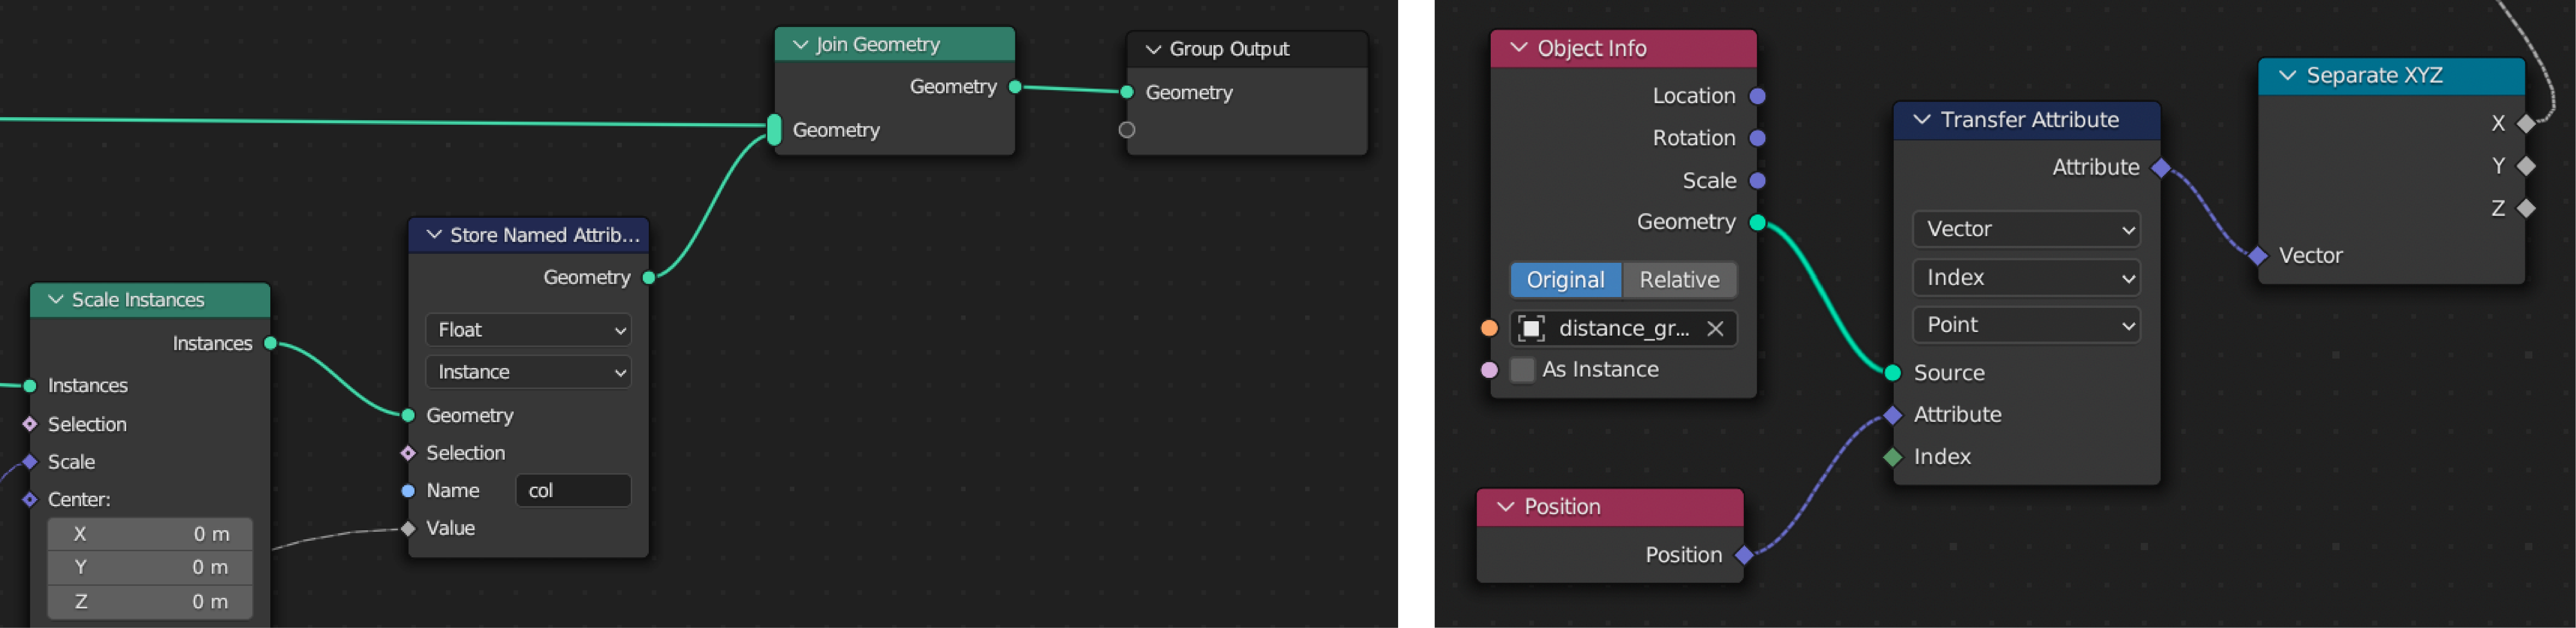 Join Geometry
Geometry
Geometry
Group Output
Geometry
Store Named Attrib...
Geometry
Float
Instance
Geometry
Selection
Name col
Value
Scale Instances
Instances
Instances
Selection
Scale
Center:
X 0 m
Y 0 m
Z 0 m
Object Info
Location
Rotation
Scale
Geometry
Original Relative
distance_gr...
As Instance
Position
Position
Transfer Attribute
Attribute
Vector
Index
Point
Source
Attribute
Index
Separate XYZ
X
Y
Z
Vector